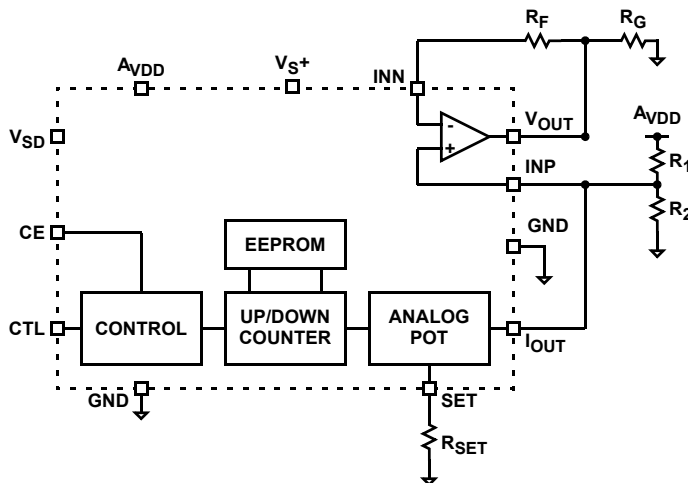 R_F
R_G
A_VDD
V_S+
INN
V_SD
V_OUT
A_VDD
-
+
INP
R_1
R_2
CE
EEPROM
GND
CTL
CONTROL
UP/DOWN
COUNTER
ANALOG
POT
I_OUT
GND
SET
R_SET